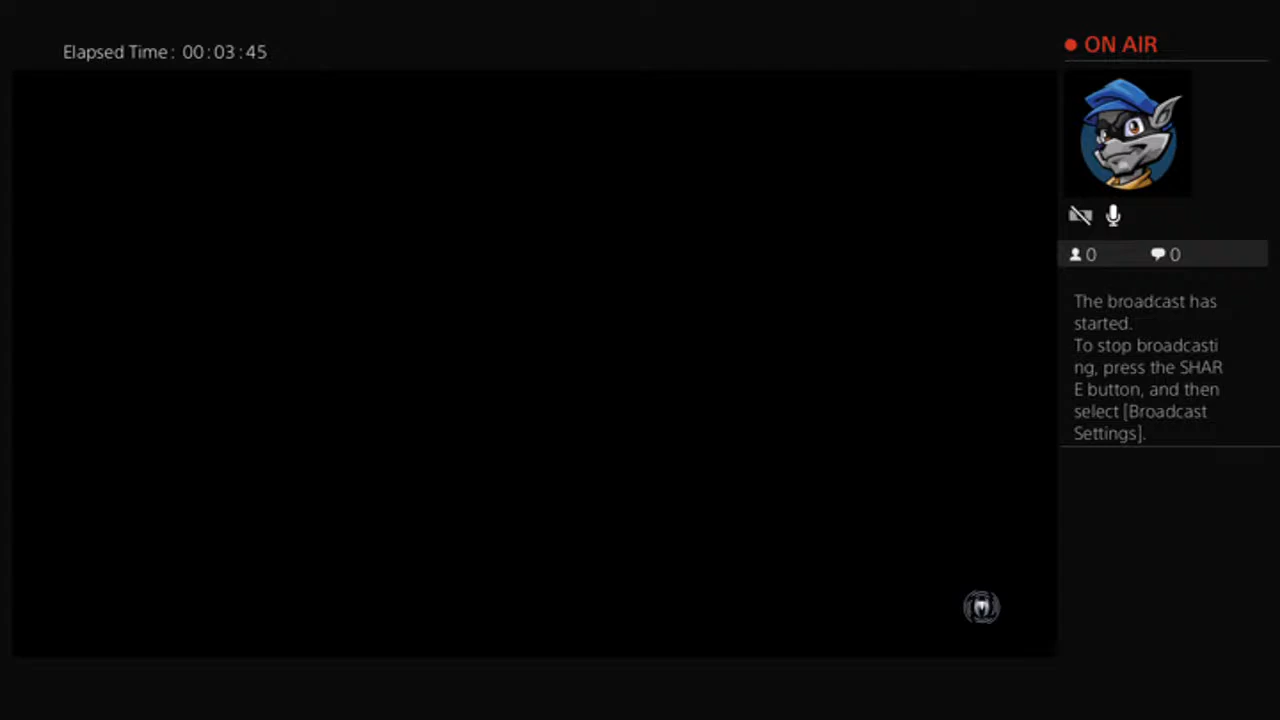 Elapsed Time: 00:03:45
ON AIR
0 0
The broadcast has
started.
To stop broadcasti
ng, press the SHAR
E button, and then
select [Broadcast
Settings].